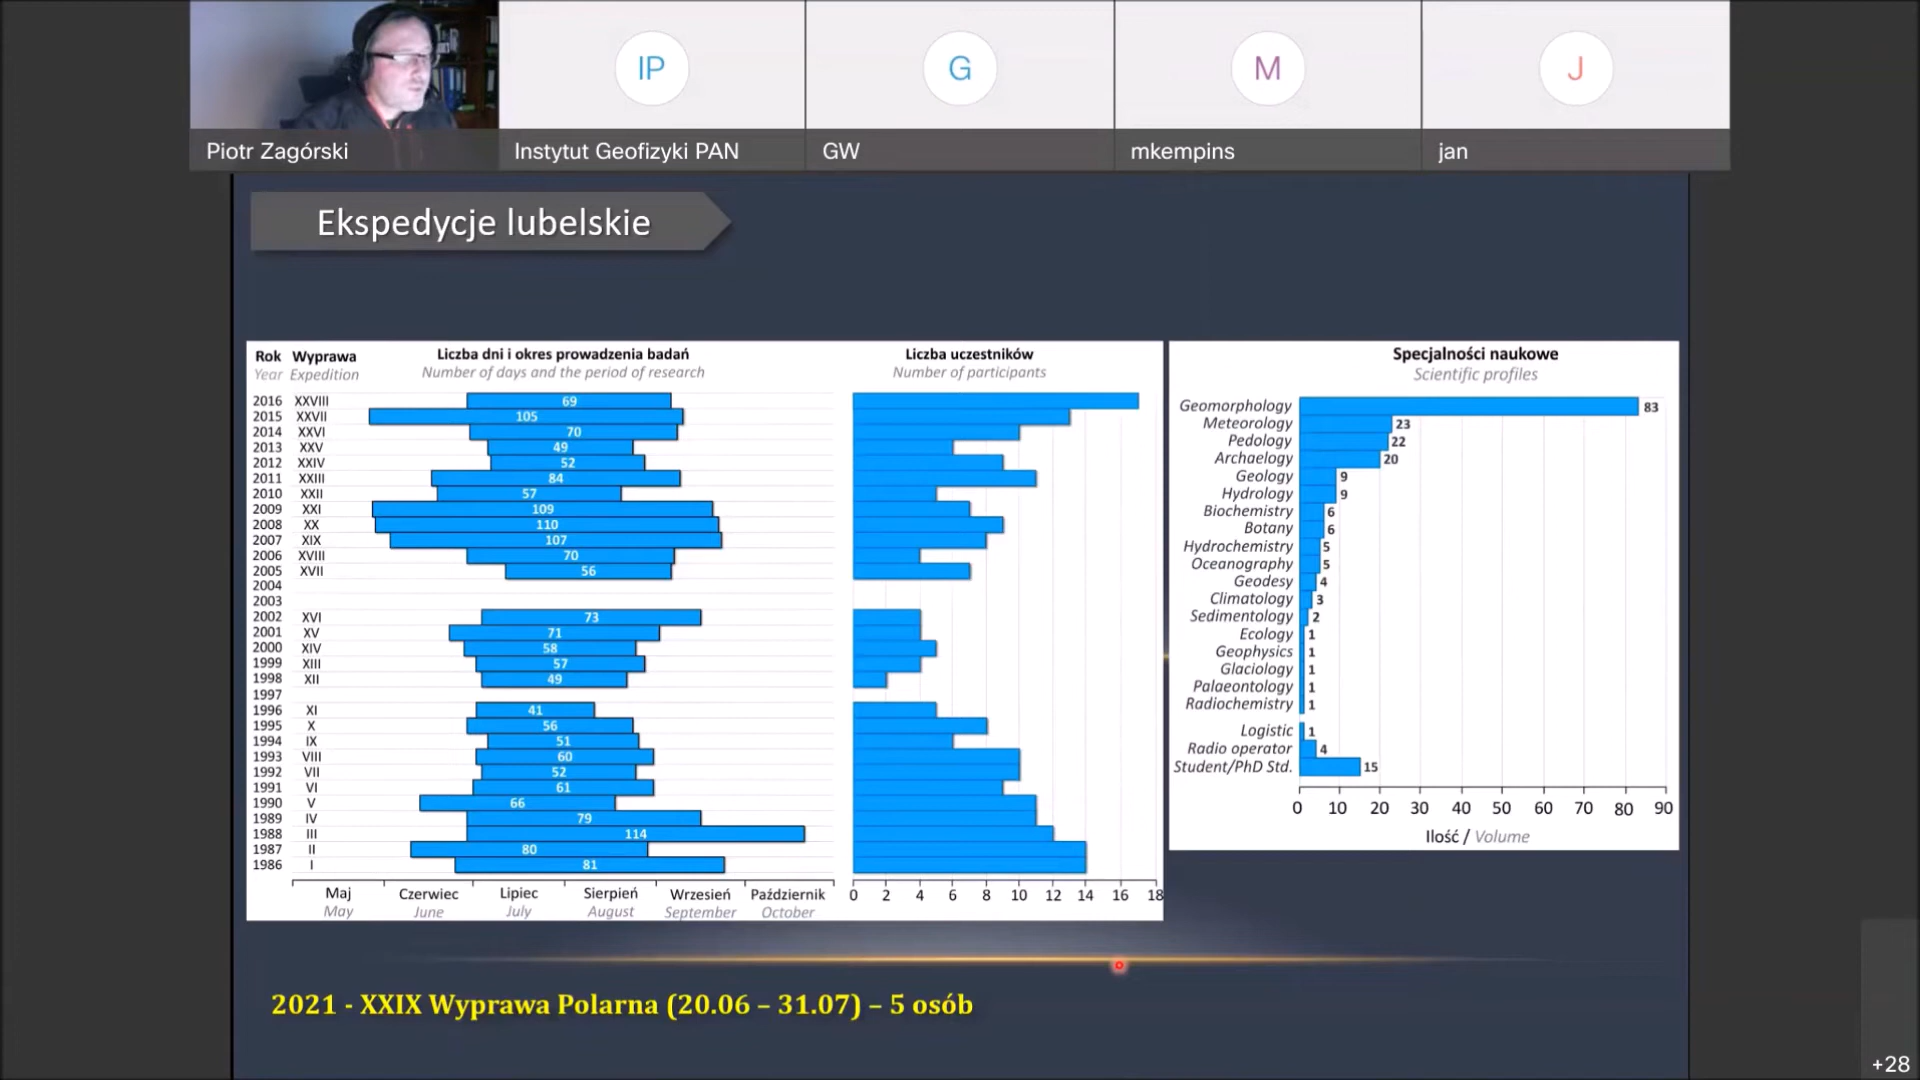 IP
G
M
J
Piotr Zagórski
Instytut Geofizyki PAN
GW
mkempins
jan
Ekspedycje lubelskie
Rok Wyprawa
Year Expedition
Liczba dni i okres prowadzenia badań
Number of days and the period of research
2016 XXVIII 69
2015 XXVII 105
2014 XXVI 70
2013 XXV 49
2012 XXIV 52
2011 XXIII 84
2010 XXII 57
2009 XXI 109
2008 XX 110
2007 XIX 107
2006 XVIII 70
2005 XVII 56
2004
2003
2002 XVI 73
2001 XV 71
2000 XIV 58
1999 XIII 57
1998 XII 49
1997
1996 XI 41
1995 X 56
1994 IX 51
1993 VIII 60
1992 VII 52
1991 VI 61
1990 V 66
1989 IV 79
1988 III 114
1987 II 80
1986 I 81
Maj Czerwiec Lipiec Sierpień Wrzesień Październik
May June July August September October
Liczba uczestników
Number of participants
0 2 4 6 8 10 12 14 16 18
Specjalności naukowe
Scientific profiles
Geomorphology 83
Meteorology 23
Pedology 22
Archaelogy 20
Geology 9
Hydrology 9
Biochemistry 6
Botany 6
Hydrochemistry 5
Oceanography 5
Geodesy 4
Climatology 3
Sedimentology 2
Ecology 1
Geophysics 1
Glaciology 1
Palaeontology 1
Radiochemistry 1
Logistic 1
Radio operator 4
Student/PhD Std. 15
0 10 20 30 40 50 60 70 80 90
Ilość / Volume
2021 - XXIX Wyprawa Polarna (20.06 – 31.07) – 5 osób
+28